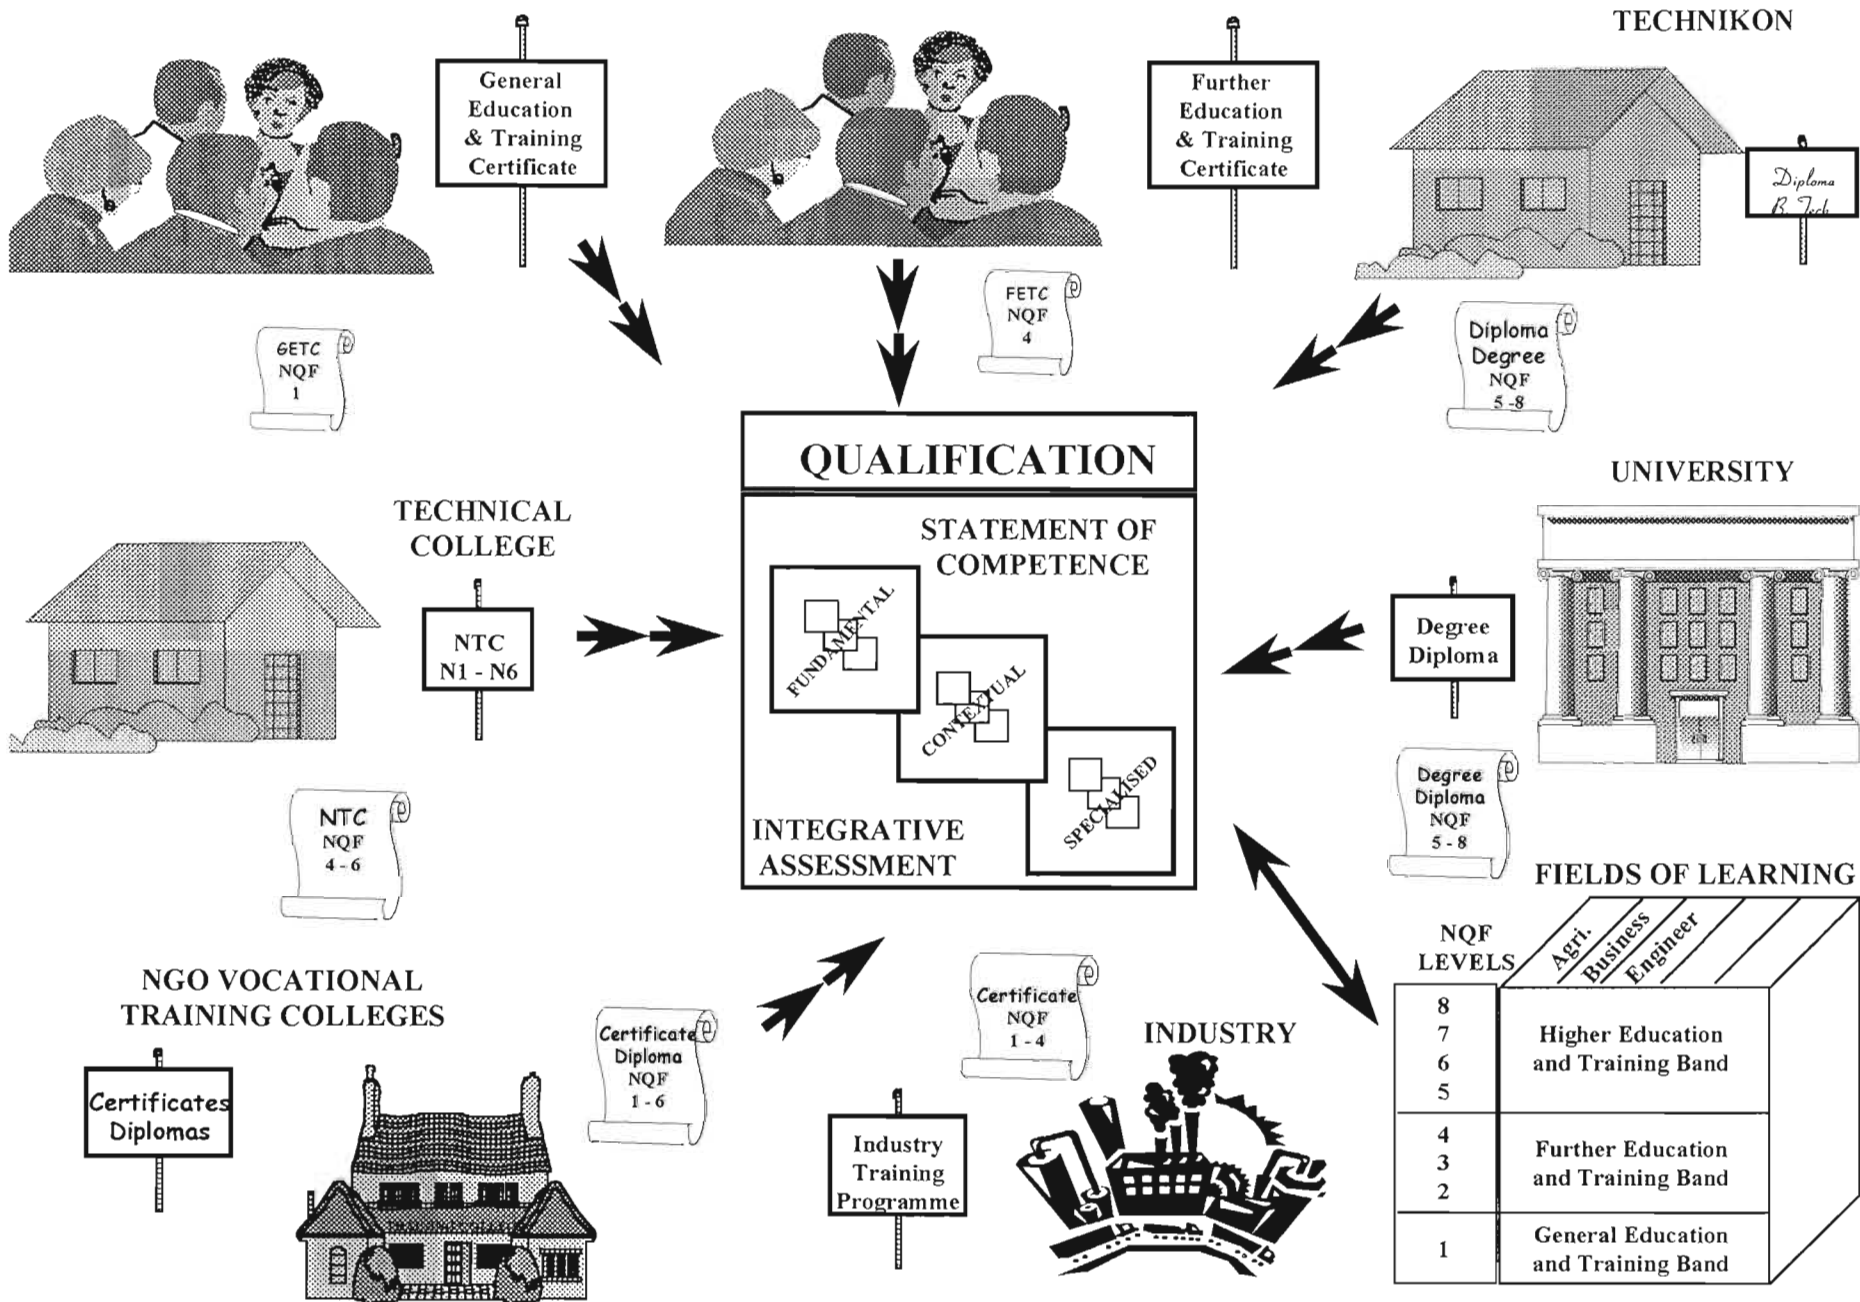 TECHNIKON
General
Education
& Training
Certificate
Further
Education
& Training
Certificate
Diploma
B. Tech
GETC
NQF
1
FETC
NQF
4
Diploma
Degree
NQF
5 -8
QUALIFICATION
STATEMENT OF
COMPETENCE
FUNDAMENTAL
CONTEXTUAL
SPECIALISED
INTEGRATIVE
ASSESSMENT
TECHNICAL
COLLEGE
NTC
N1 - N6
NTC
NQF
4 - 6
UNIVERSITY
Degree
Diploma
Degree
Diploma
NQF
5 - 8
NGO VOCATIONAL
TRAINING COLLEGES
Certificates
Diplomas
Certificate
Diploma
NQF
1 - 6
Certificate
NQF
1 - 4
INDUSTRY
Industry
Training
Programme
FIELDS OF LEARNING
NQF
LEVELS
Agri.
Business
Engineer
8
7
6
5
Higher Education
and Training Band
4
3
2
Further Education
and Training Band
1
General Education
and Training Band